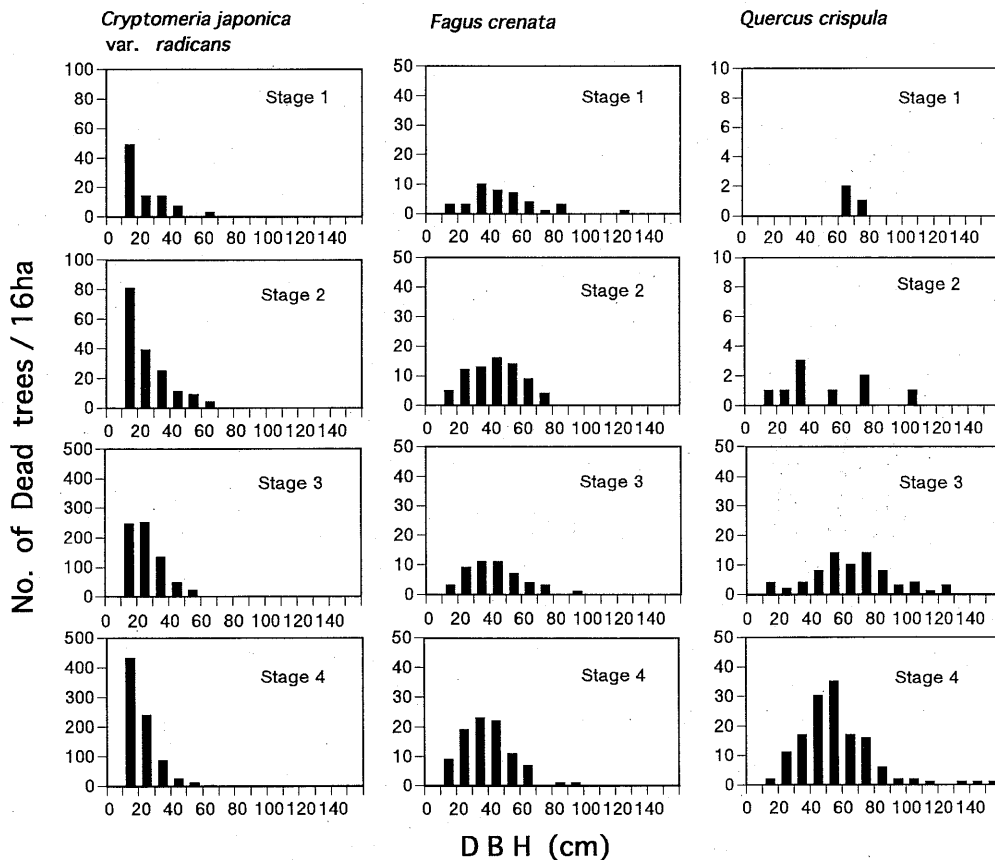 Cryptomeria japonica
var. radicans
Fagus crenata
Quercus crispula
No. of Dead trees / 16ha
100
80
60
40
20
0
Stage 1
0 20 40 60 80 100 120 140
50
40
30
20
10
0
Stage 1
0 20 40 60 80 100 120 140
10
8
6
4
2
0
Stage 1
0 20 40 60 80 100 120 140
100
80
60
40
20
0
Stage 2
0 20 40 60 80 100 120 140
50
40
30
20
10
0
Stage 2
0 20 40 60 80 100 120 140
10
8
6
4
2
0
Stage 2
0 20 40 60 80 100 120 140
500
400
300
200
100
0
Stage 3
0 20 40 60 80 100 120 140
50
40
30
20
10
0
Stage 3
0 20 40 60 80 100 120 140
50
40
30
20
10
0
Stage 3
0 20 40 60 80 100 120 140
500
400
300
200
100
0
Stage 4
0 20 40 60 80 100 120 140
50
40
30
20
10
0
Stage 4
0 20 40 60 80 100 120 140
50
40
30
20
10
0
Stage 4
0 20 40 60 80 100 120 140
DBH (cm)